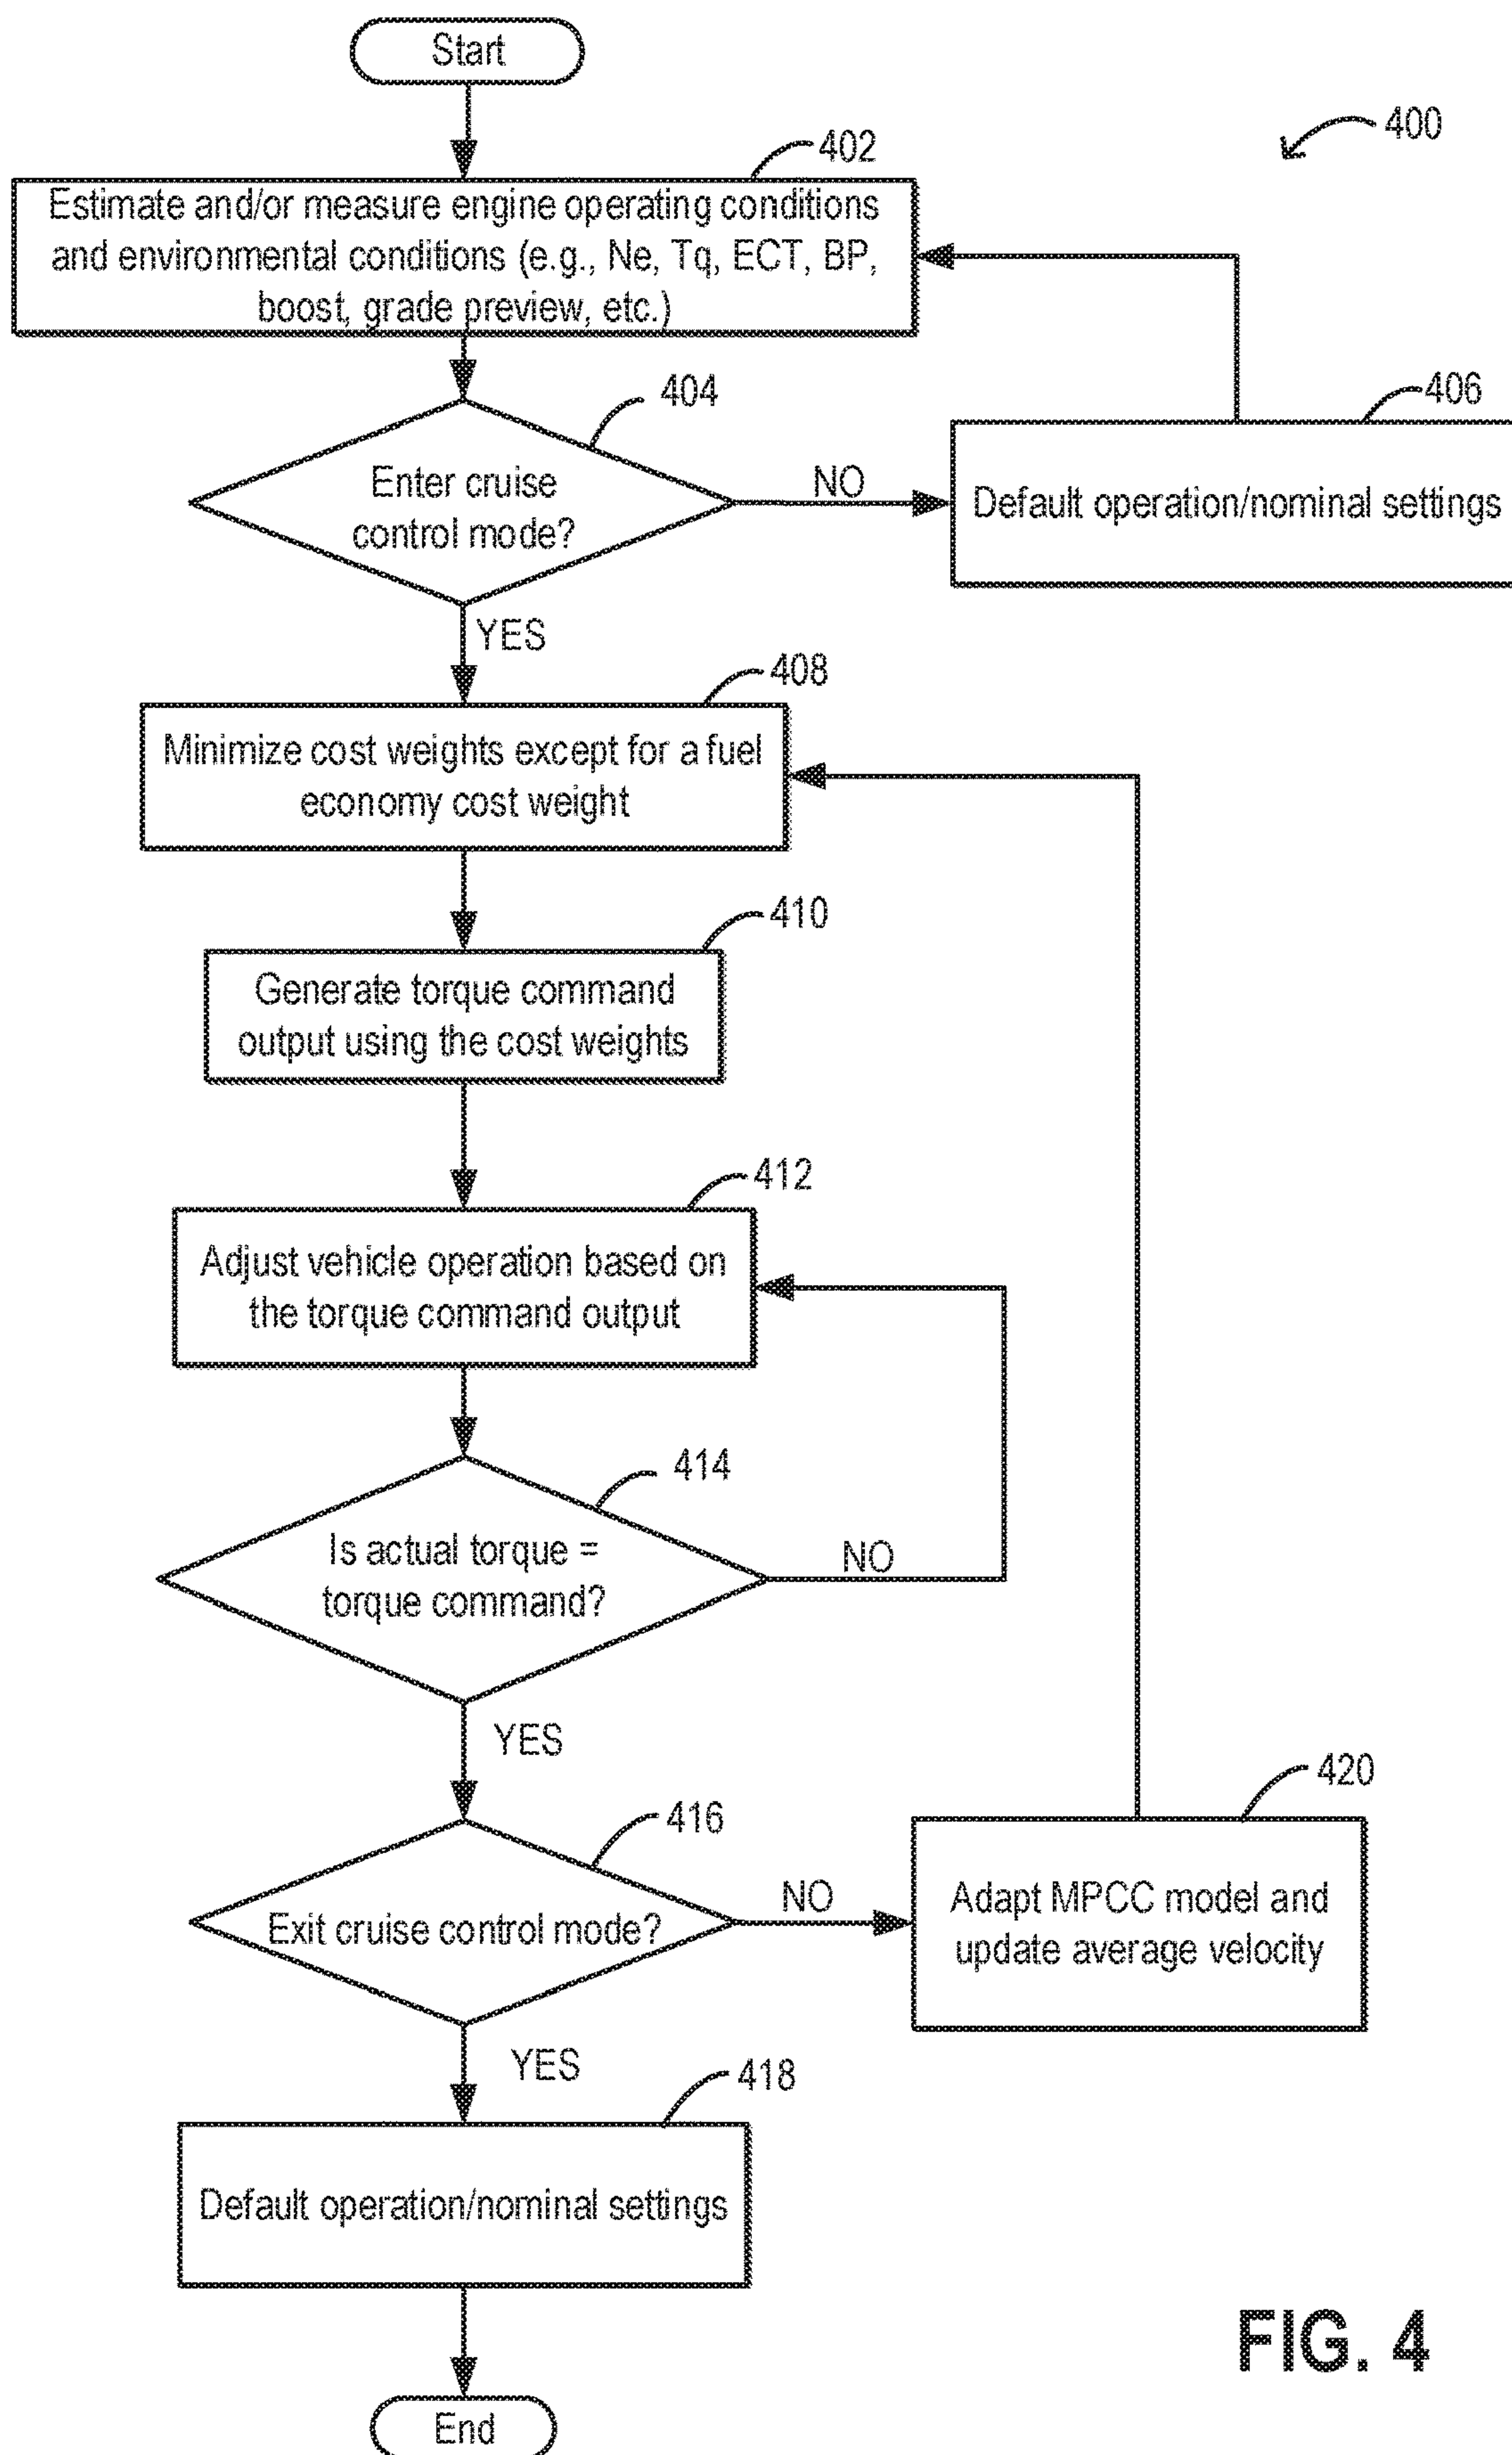 Start
400
402
Estimate and/or measure engine operating conditions
and environmental conditions (e.g., Ne, Tq, ECT, BP,
boost, grade preview, etc.)
404
406
Enter cruise
control mode?
NO
Default operation/nominal settings
YES
408
Minimize cost weights except for a fuel
economy cost weight
410
Generate torque command
output using the cost weights
412
Adjust vehicle operation based on
the torque command output
414
Is actual torque =
torque command?
NO
YES
416
420
Exit cruise control mode?
NO
Adapt MPCC model and
update average velocity
YES
418
Default operation/nominal settings
End
FIG. 4